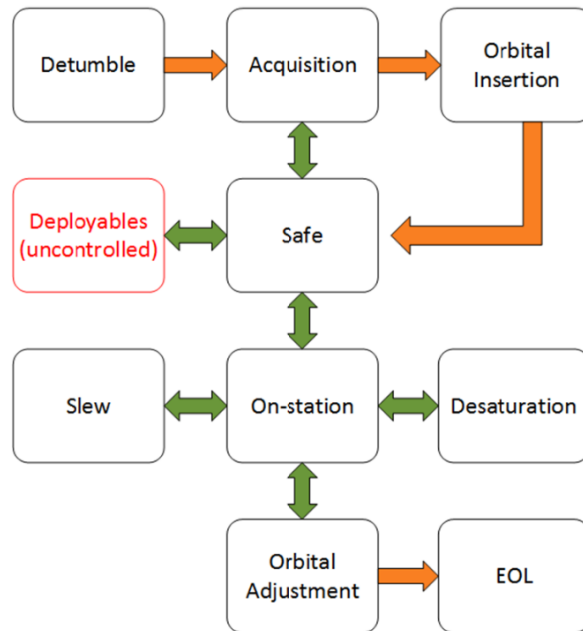 Detumble
Acquisition
Orbital
Insertion
Deployables
(uncontrolled)
Safe
Slew
On-station
Desaturation
Orbital
Adjustment
EOL